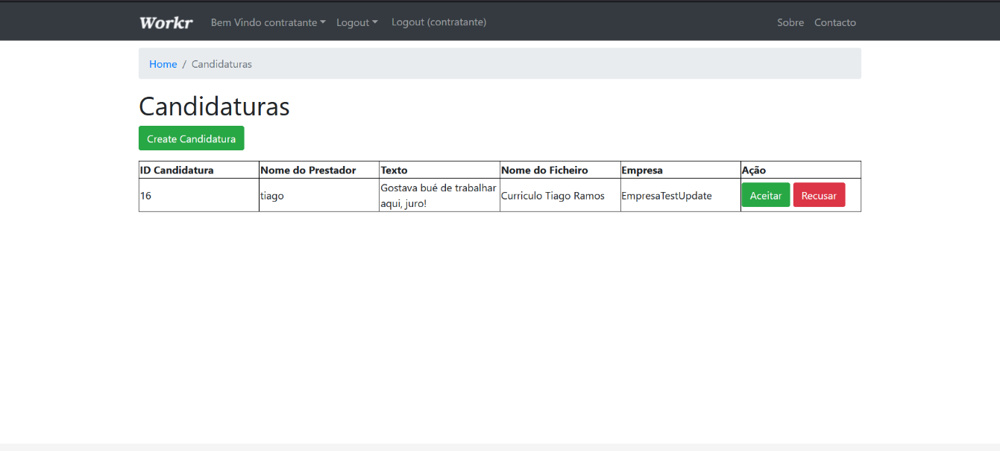 Workr Bem Vindo contratante Logout Logout (contratante) Sobre Contacto
Home / Candidaturas
Candidaturas
Create Candidatura
ID Candidatura Nome do Prestador Texto Nome do Ficheiro Empresa Ação
16 tiago Gostava bué de trabalhar aqui, juro! Curriculo Tiago Ramos EmpresaTestUpdate Aceitar Recusar